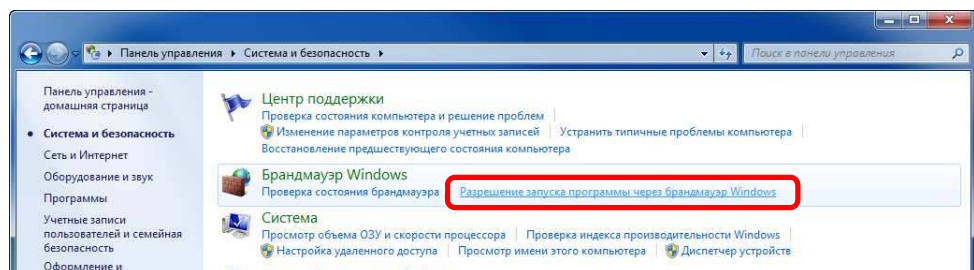 Панель управления ▸ Система и безопасность ▸
Поиск в панели управления
Панель управления -
домашняя страница
Система и безопасность
Сеть и Интернет
Оборудование и звук
Программы
Учетные записи
пользователей и семейная
безопасность
Оформление и
Центр поддержки
Проверка состояния компьютера и решение проблем
Изменение параметров контроля учетных записей Устранить типичные проблемы компьютера
Восстановление предшествующего состояния компьютера
Брандмауэр Windows
Проверка состояния брандмауэра Разрешение запуска программы через брандмауэр Windows
Система
Просмотр объема ОЗУ и скорости процессора Проверка индекса производительности Windows
Настройка удаленного доступа Просмотр имени этого компьютера Диспетчер устройств